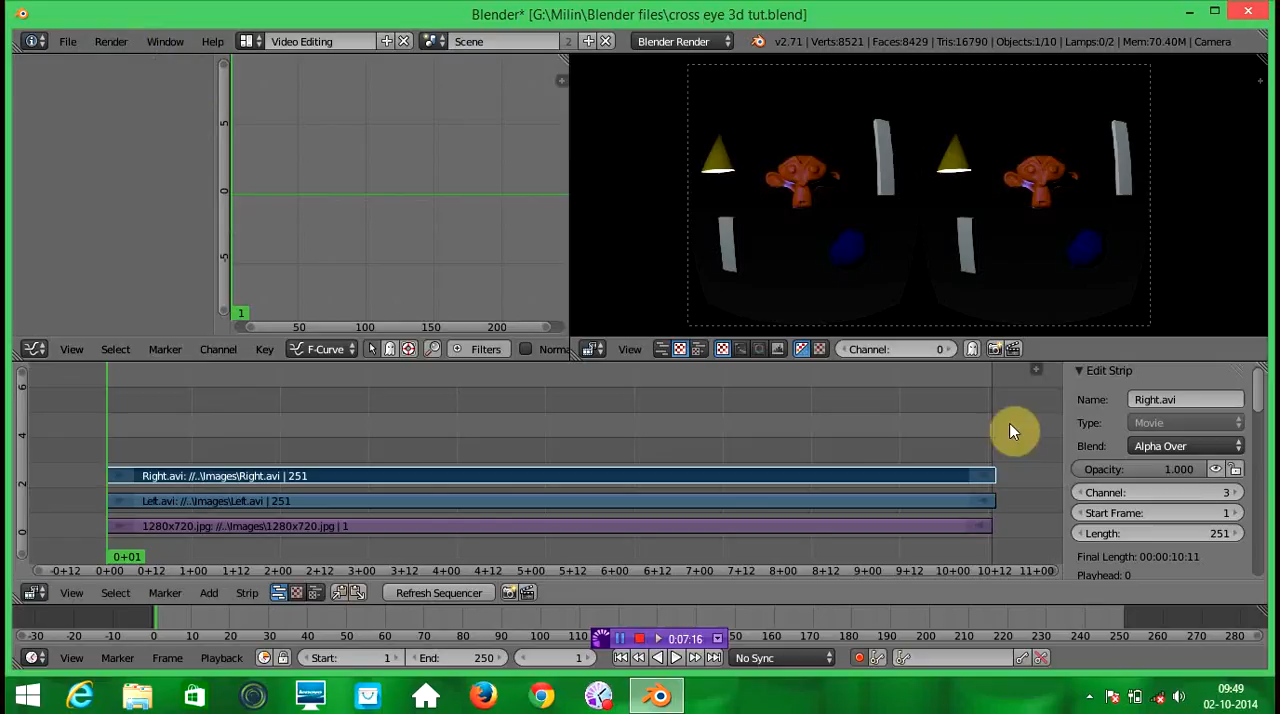 Blender* [G:\Milin\Blender files\cross eye 3d tut.blend]
File Render Window Help Video Editing Scene 2 Blender Render v2.71 | Verts:8521 | Faces:8429 | Tris:16790 | Objects:1/10 | Lamps:0/2 | Mem:70.40M | Camera
5
0
-5
1
50 100 150 200
View Select Marker Channel Key F-Curve Filters Norma
View Channel: 0
6
4
2
0
Right.avi: //..\Images\Right.avi | 251
Left.avi: //..\Images\Left.avi | 251
1280x720.jpg: //..\Images\1280x720.jpg | 1
0+01
-0+12 0+00 0+12 1+00 1+12 2+00 2+12 3+00 3+12 4+00 4+12 5+00 5+12 6+00 6+12 7+00 7+12 8+00 8+12 9+00 9+12 10+00 10+12 11+00
Edit Strip
Name: Right.avi
Type: Movie
Blend: Alpha Over
Opacity: 1.000
Channel: 3
Start Frame: 1
Length: 251
Final Length: 00:00:10:11
Playhead: 0
View Select Marker Add Strip Refresh Sequencer
-30 -20 -10 0 10 20 30 40 50 60 70 80 90 100 110 0:07:16 150 160 170 180 190 200 210 220 230 240 250 260 270 280
View Marker Frame Playback Start: 1 End: 250 1 No Sync
09:49
02-10-2014